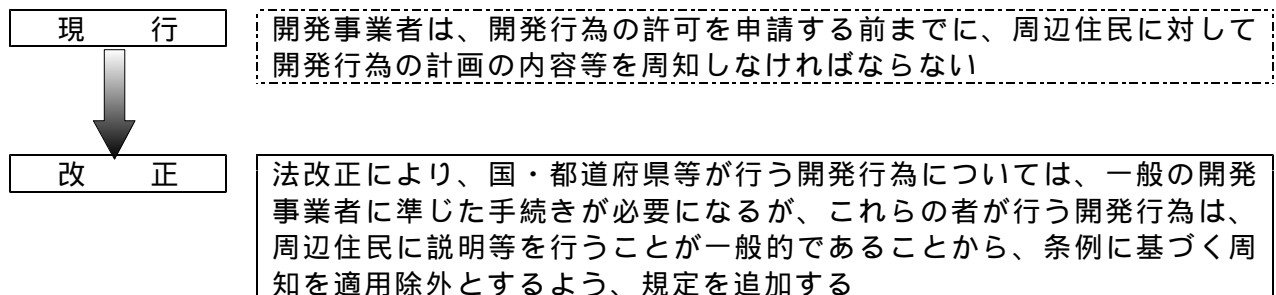 現 行
開発事業者は、開発行為の許可を申請する前までに、周辺住民に対して
開発行為の計画の内容等を周知しなければならない
改 正
法改正により、国・都道府県等が行う開発行為については、一般の開発
事業者に準じた手続きが必要になるが、これらの者が行う開発行為は、
周辺住民に説明等を行うことが一般的であることから、条例に基づく周
知を適用除外とするよう、規定を追加する